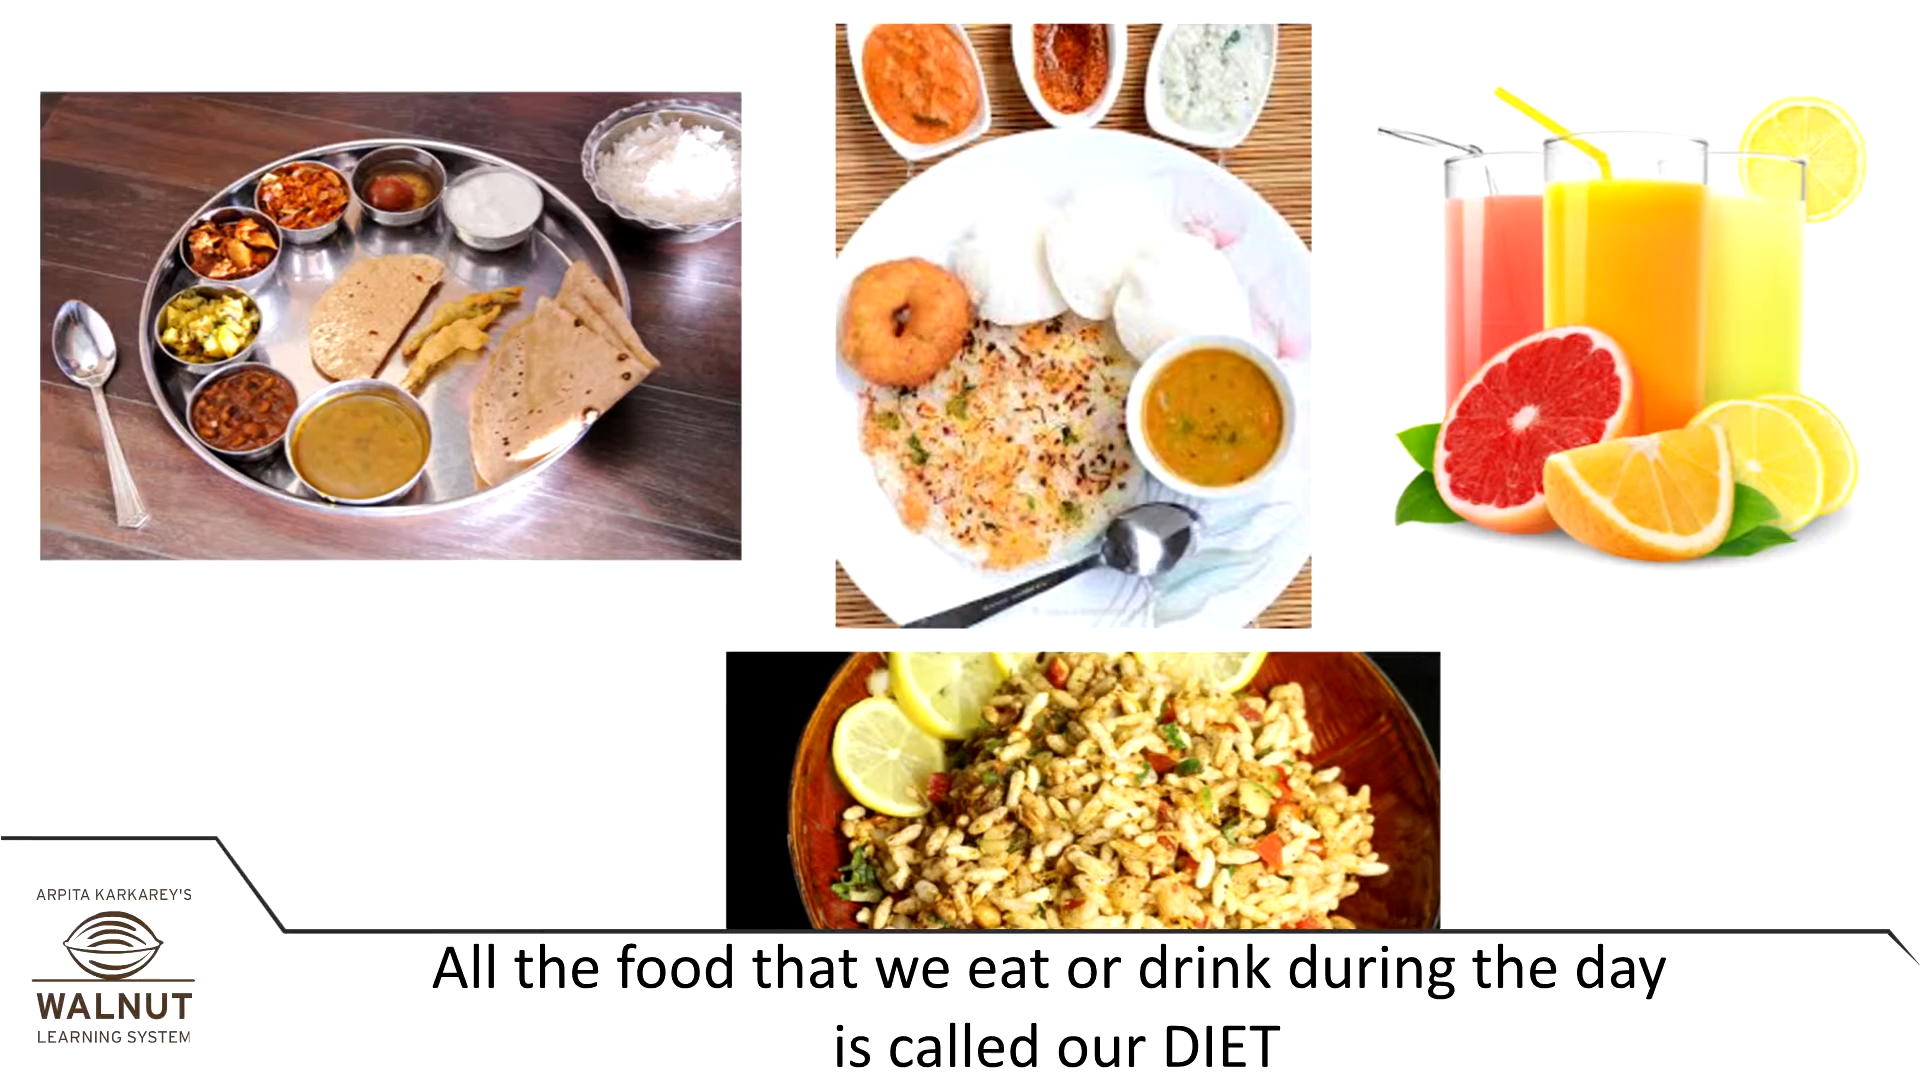 ARPITA KARKAREY'S
WALNUT
LEARNING SYSTEM
All the food that we eat or drink during the day
is called our DIET